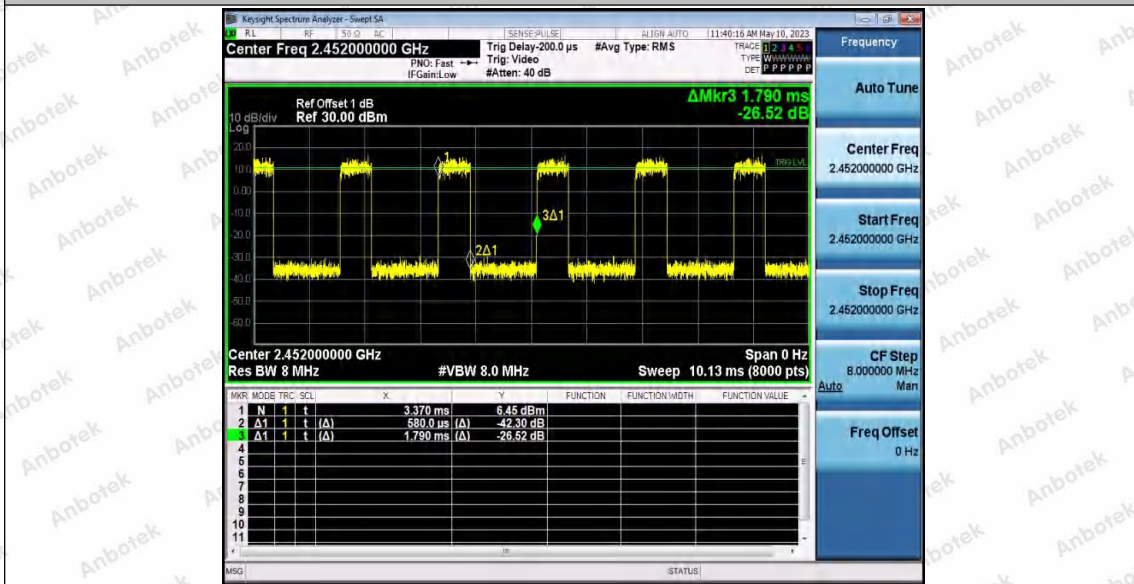 Keysight Spectrum Analyzer - Swept SA
RL RF 50 Ω AC SENSE:PULSE ALIGN AUTO 11:40:16 AM May 10, 2023
Center Freq 2.452000000 GHz
PNO: Fast
IFGain:Low
Trig Delay-200.0 µs
Trig: Video
#Atten: 40 dB
#Avg Type: RMS
TRACE 1 2 3 4 5 6
TYPE WWWWWW
DET P P P P P P
ΔMkr3 1.790 ms
-26.52 dB
Ref Offset 1 dB
10 dB/div Ref 30.00 dBm
Log
20.0
10.0
0.00
-10.0
-20.0
-30.0
-40.0
-50.0
-60.0
1
TRIG LVL
3Δ1
2Δ1
Center 2.452000000 GHz Span 0 Hz
Res BW 8 MHz #VBW 8.0 MHz Sweep 10.13 ms (8000 pts)
MKR MODE TRC SCL X Y FUNCTION FUNCTION WIDTH FUNCTION VALUE
1 N 1 t 3.370 ms 6.45 dBm
2 Δ1 1 t (Δ) 580.0 µs (Δ) -42.30 dB
3 Δ1 1 t (Δ) 1.790 ms (Δ) -26.52 dB
4
5
6
7
8
9
10
11
MSG STATUS
Frequency
Auto Tune
Center Freq
2.452000000 GHz
Start Freq
2.452000000 GHz
Stop Freq
2.452000000 GHz
CF Step
8.000000 MHz
Auto Man
Freq Offset
0 Hz
Anbotek